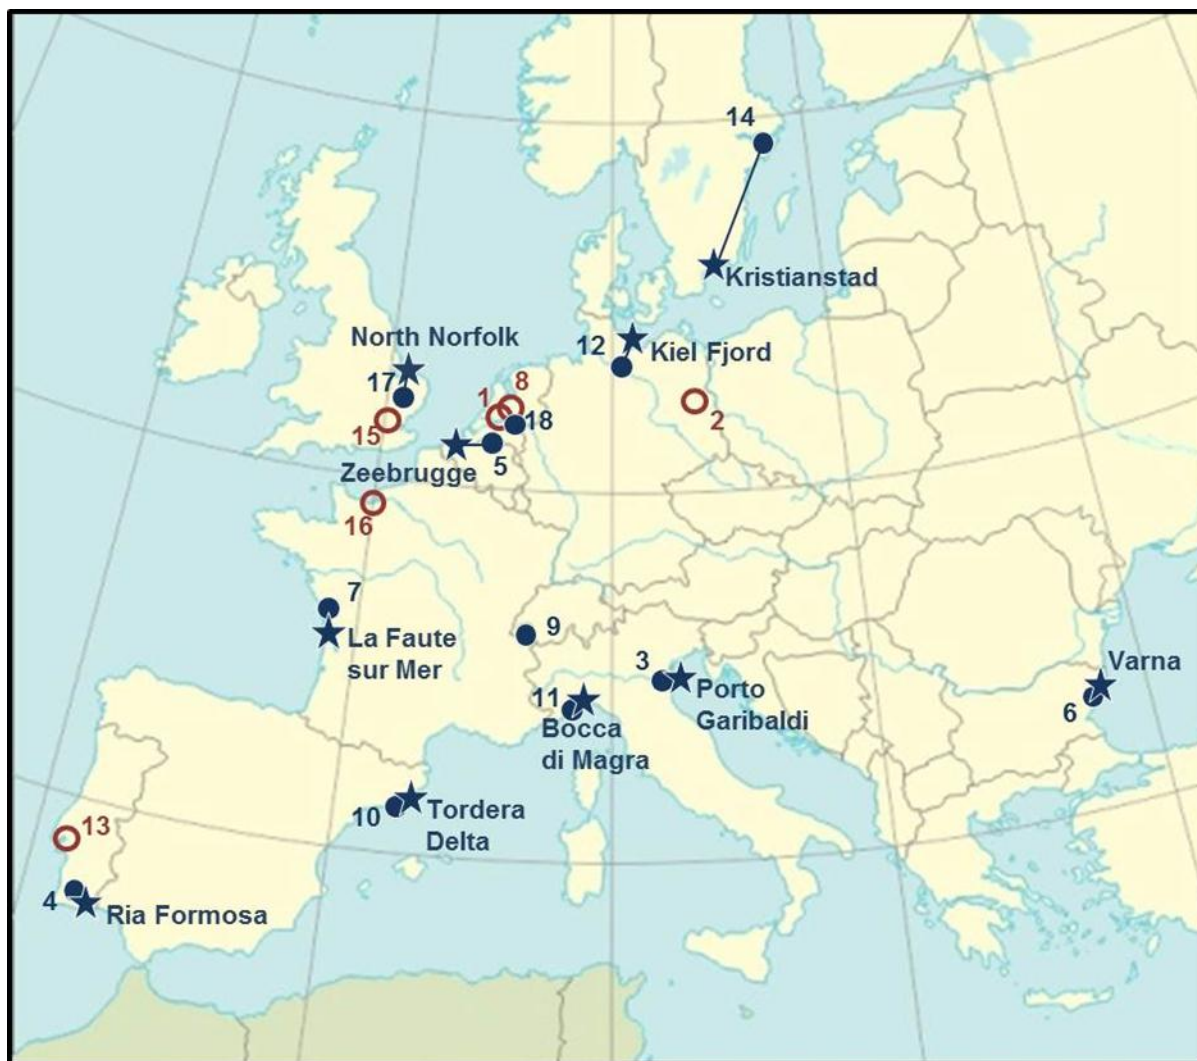 14
Kristianstad
North Norfolk
12
Kiel Fjord
17
1
8
2
15
18
Zeebrugge
5
16
7
La Faute
sur Mer
9
3
Porto
Garibaldi
Varna
6
11
Bocca
di Magra
10
Tordera
Delta
13
4
Ria Formosa